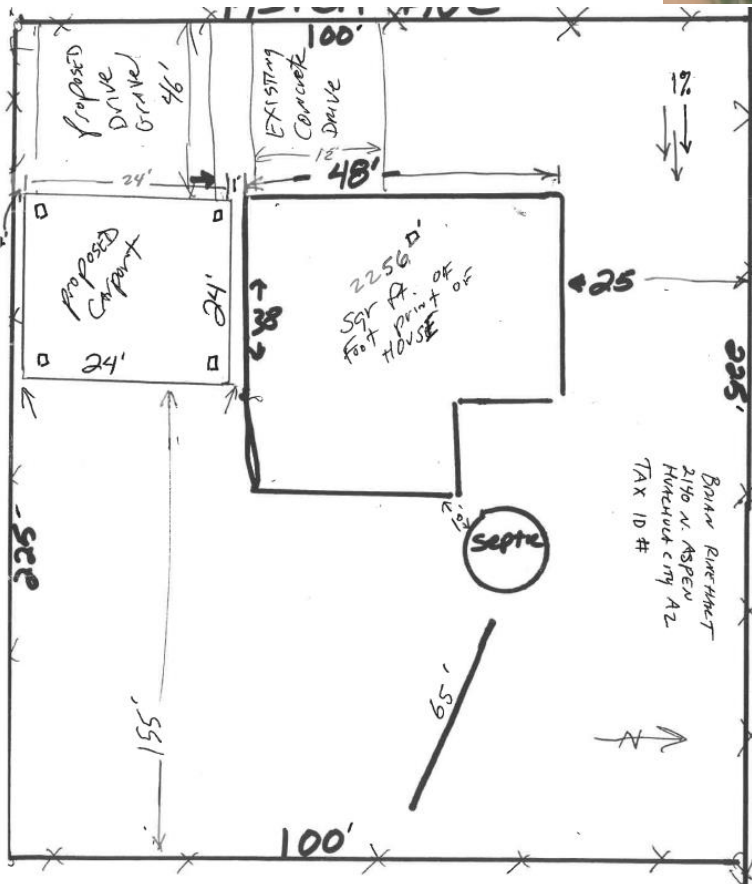 100'
PROPOSED
Drive
Gravel
46'
EXISTING
Concrete
Drive
12'
1%
24'
1'
48'
PROPOSED
Carport
24'
24'
38
2256 □'
Sqr ft. of
foot print of
HOUSE
25
225'
225'
BRIAN RINEHART
2140 N. ASPEN
HUACHUCA CITY AZ
TAX ID #
10'
Septic
65'
155'
N
100'